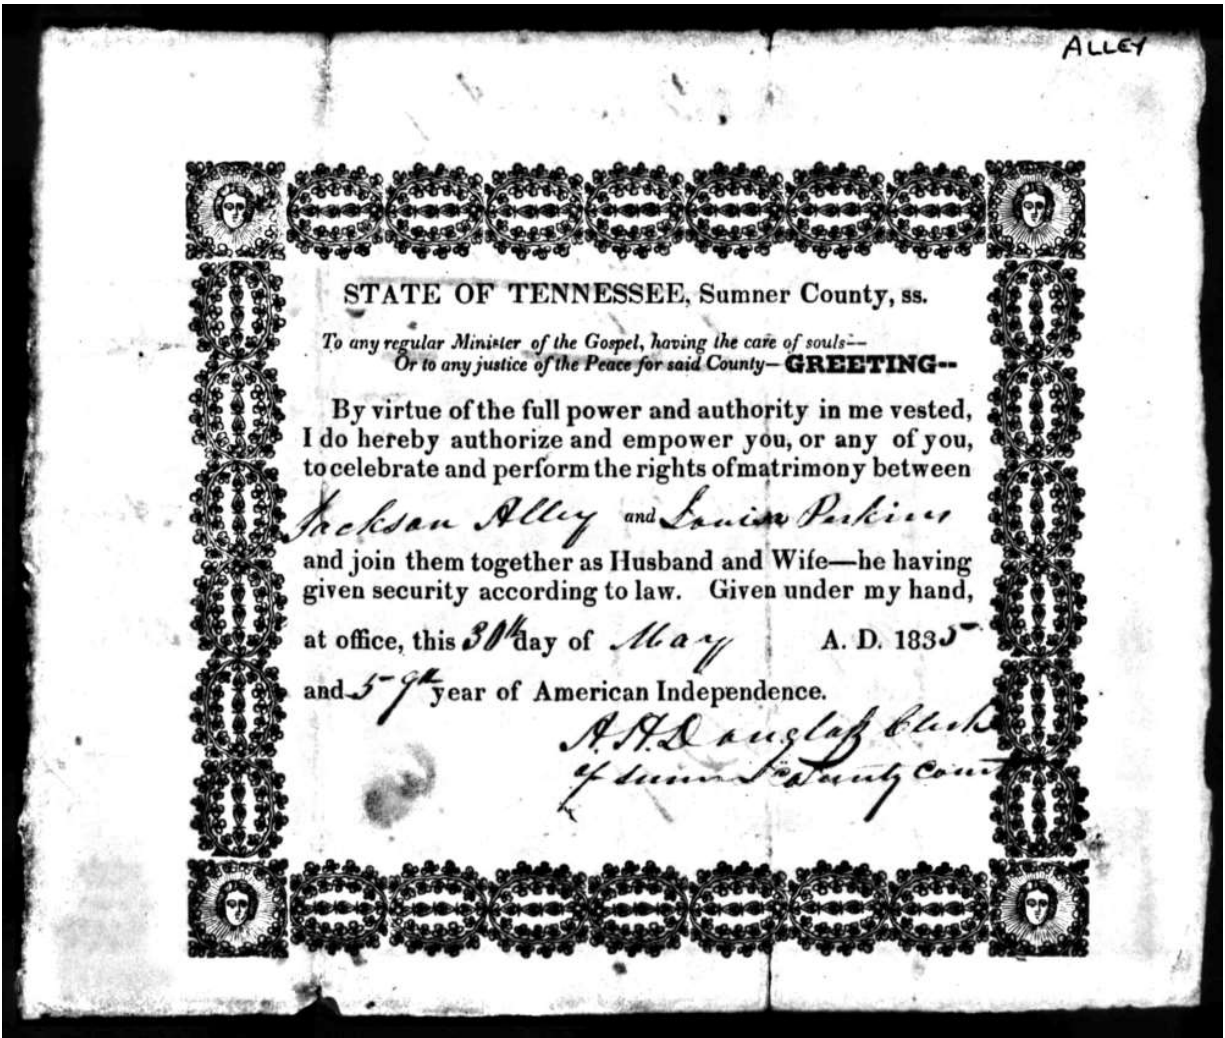 ALLEY
STATE OF TENNESSEE, Sumner County, ss.
To any regular Minister of the Gospel, having the care of souls—
Or to any justice of the Peace for said County—GREETING--
By virtue of the full power and authority in me vested,
I do hereby authorize and empower you, or any of you,
to celebrate and perform the rights of matrimony between
Jackson Alley and Louisa Perkins
and join them together as Husband and Wife—he having
given security according to law. Given under my hand,
at office, this 30th day of May A. D. 1835
and 59th year of American Independence.
A. H. Douglass Clerk
of Sumner County Court